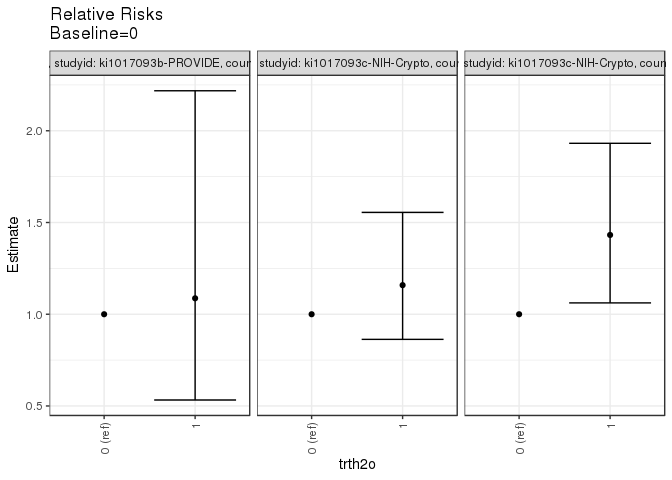 Relative Risks
Baseline=0
, studyid: ki1017093b-PROVIDE, coun
studyid: ki1017093c-NIH-Crypto, coun
studyid: ki1017093c-NIH-Crypto, coun
2.0
1.5
1.0
0.5
Estimate
0 (ref)
1
0 (ref)
1
0 (ref)
1
trth2o